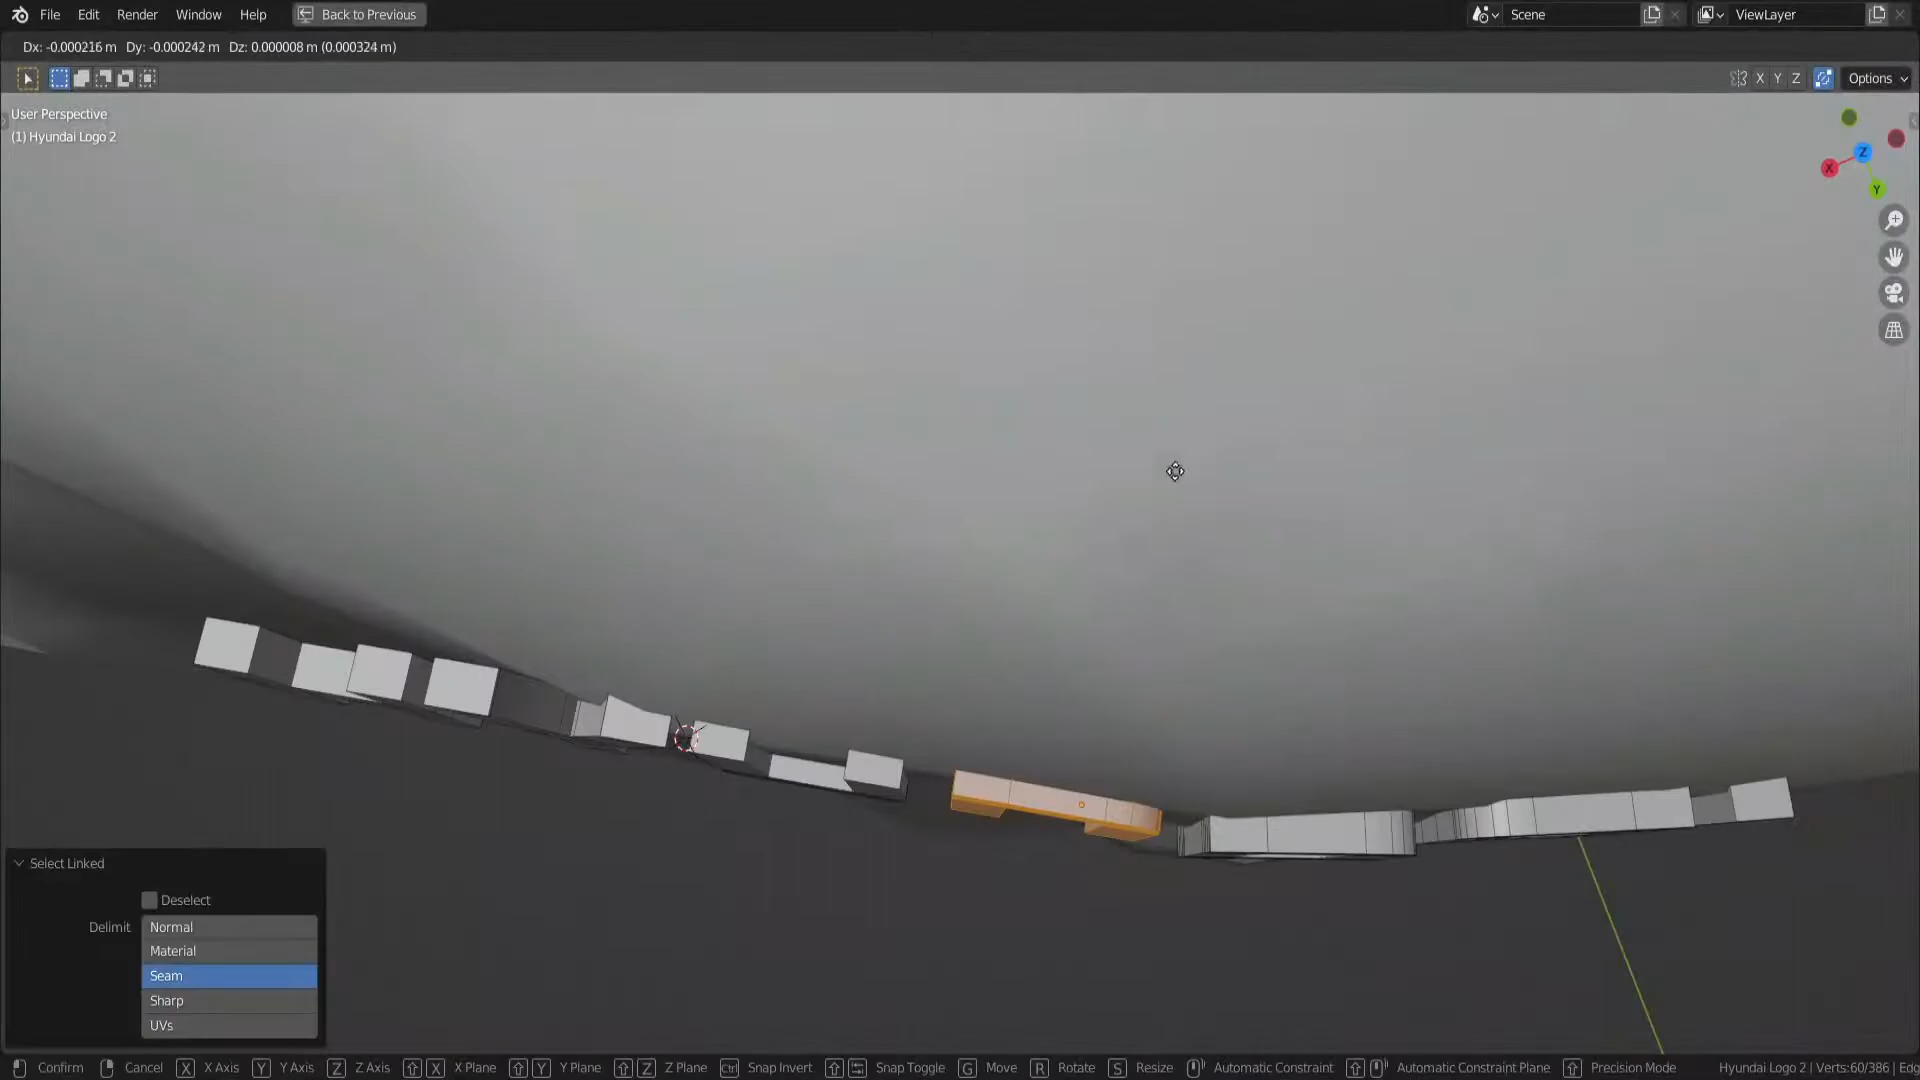 File Edit Render Window Help Back to Previous Scene ViewLayer
Dx: -0.000216 m Dy: -0.000242 m Dz: 0.000008 m (0.000324 m)
X Y Z Options
User Perspective
(1) Hyundai Logo 2
Z
X
Y
Select Linked
Deselect
Delimit Normal
Material
Seam
Sharp
UVs
Confirm Cancel X X Axis Y Y Axis Z Z Axis X X Plane Y Y Plane Z Z Plane Ctrl Snap Invert Snap Toggle G Move R Rotate S Resize Automatic Constraint Automatic Constraint Plane Precision Mode Hyundai Logo 2 | Verts:60/386 | Edg